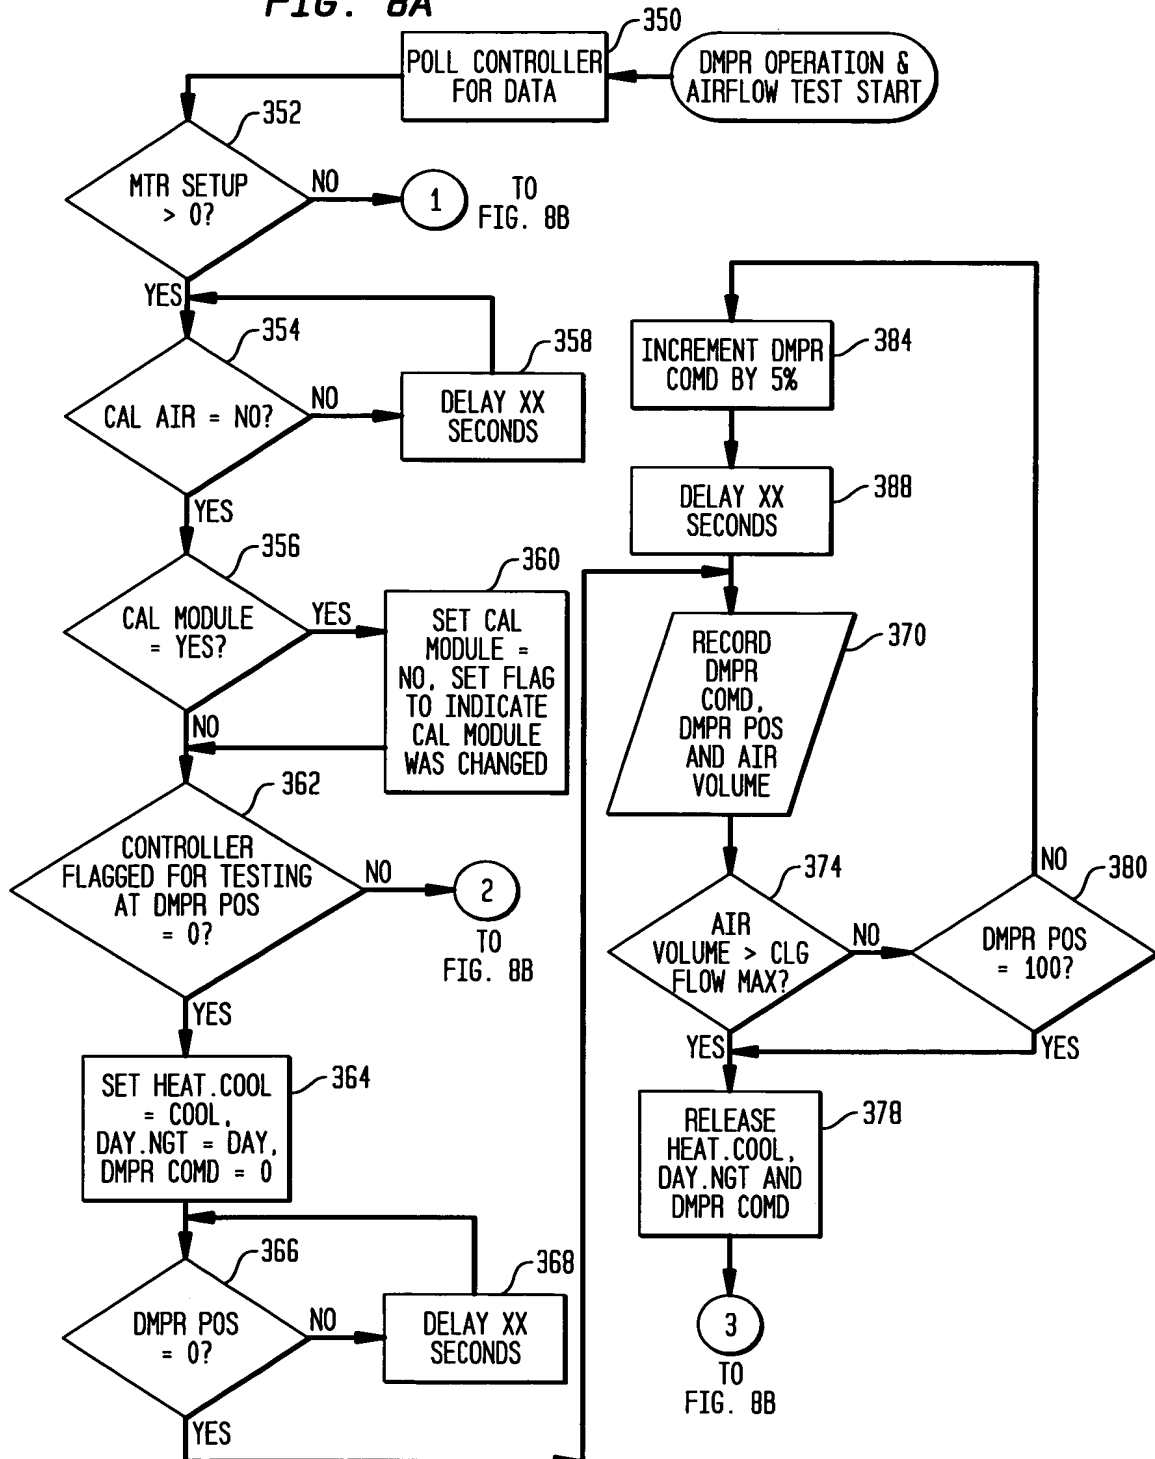 FIG. 8A
350
POLL CONTROLLER
FOR DATA
DMPR OPERATION &
AIRFLOW TEST START
352
MTR SETUP
> 0?
NO
1
TO
FIG. 8B
YES
354
CAL AIR = NO?
NO
358
DELAY XX
SECONDS
YES
356
CAL MODULE
= YES?
YES
360
SET CAL
MODULE =
NO, SET FLAG
TO INDICATE
CAL MODULE
WAS CHANGED
NO
362
CONTROLLER
FLAGGED FOR TESTING
AT DMPR POS
= 0?
NO
2
TO
FIG. 8B
YES
364
SET HEAT.COOL
= COOL,
DAY.NGT = DAY,
DMPR COMD = 0
366
DMPR POS
= 0?
NO
368
DELAY XX
SECONDS
YES
INCREMENT DMPR
COMD BY 5%
384
DELAY XX
SECONDS
388
RECORD
DMPR
COMD,
DMPR POS
AND AIR
VOLUME
370
374
AIR
VOLUME > CLG
FLOW MAX?
NO
380
DMPR POS
= 100?
NO
YES
YES
RELEASE
HEAT.COOL,
DAY.NGT AND
DMPR COMD
378
3
TO
FIG. 8B